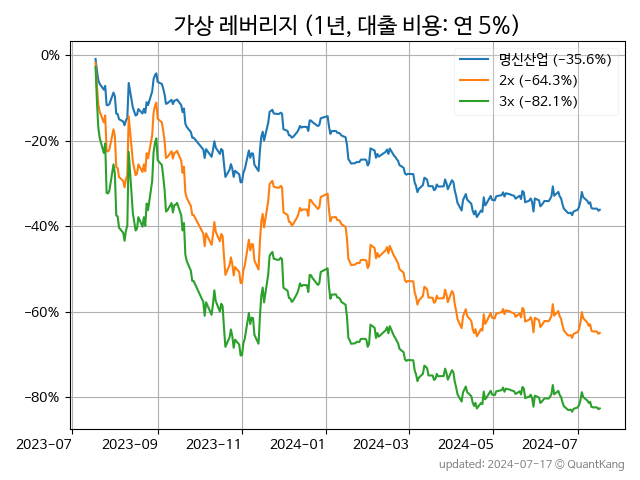 가상 레버리지 (1년, 대출 비용: 연 5%)
명신산업 (−35.6%)
2x (−64.3%)
3x (−82.1%)
0%
−20%
−40%
−60%
−80%
2023-07 2023-09 2023-11 2024-01 2024-03 2024-05 2024-07
updated: 2024-07-17 © QuantKang